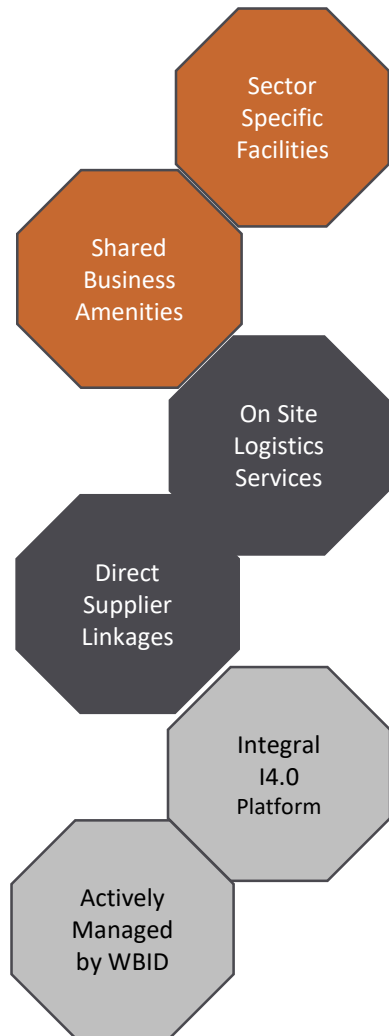 Sector
Specific
Facilities
Shared
Business
Amenities
On Site
Logistics
Services
Direct
Supplier
Linkages
Integral
I4.0
Platform
Actively
Managed
by WBID